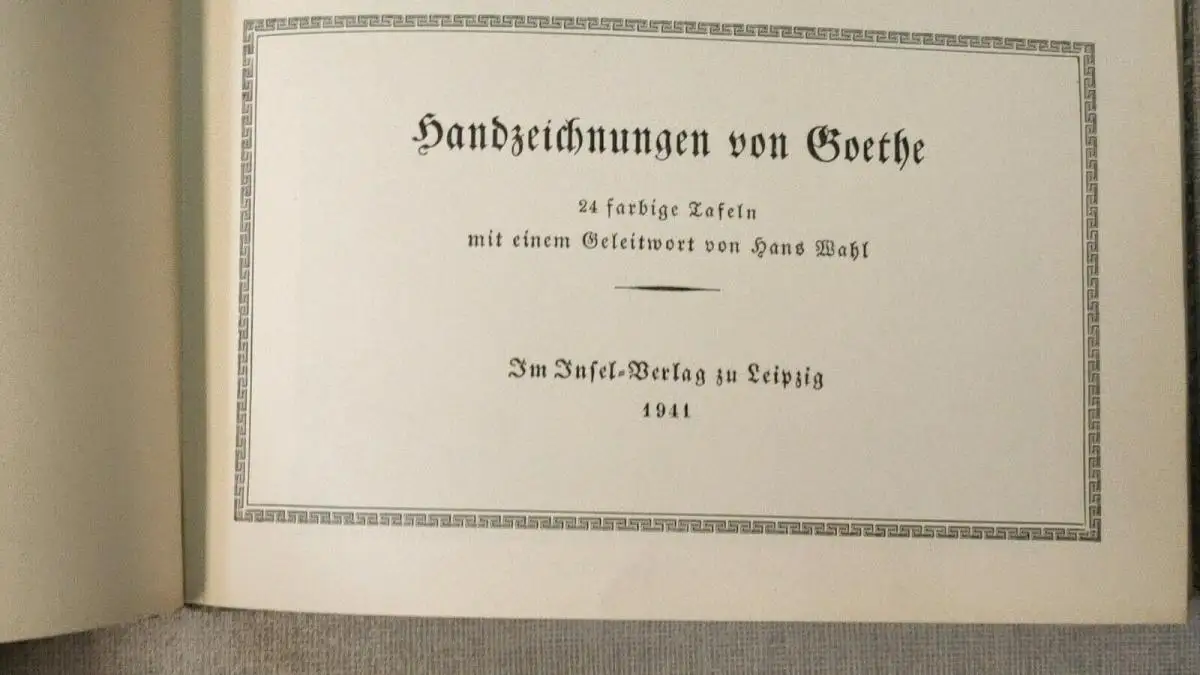 Handzeichnungen von Goethe
24 farbige Tafeln
mit einem Geleitwort von Hans Wahl
Im Insel-Verlag zu Leipzig
1941